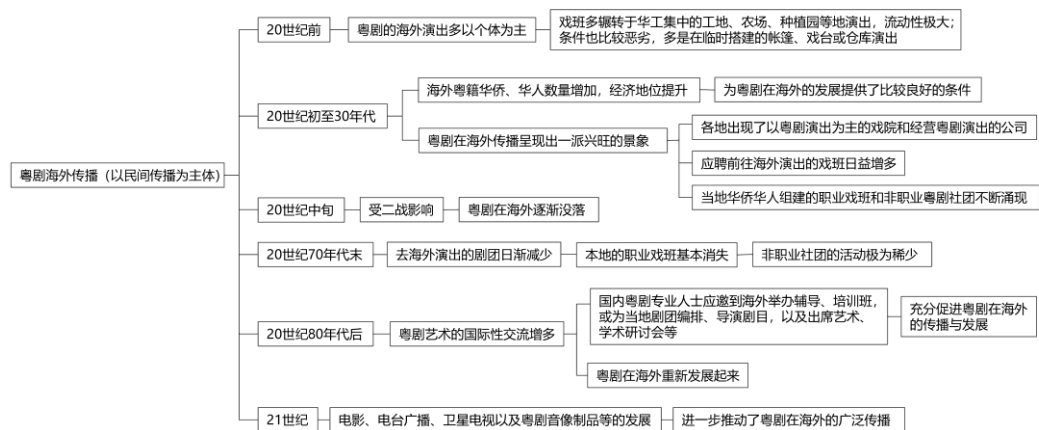 粤剧海外传播（以民间传播为主体）
20世纪前
粤剧的海外演出多以个体为主
戏班多辗转于华工集中的工地、农场、种植园等地演出，流动性极大；
条件也比较恶劣，多是在临时搭建的帐篷、戏台或仓库演出
20世纪初至30年代
海外粤籍华侨、华人数量增加，经济地位提升
为粤剧在海外的发展提供了比较良好的条件
粤剧在海外传播呈现出一派兴旺的景象
各地出现了以粤剧演出为主的戏院和经营粤剧演出的公司
应聘前往海外演出的戏班日益增多
当地华侨华人组建的职业戏班和非职业粤剧社团不断涌现
20世纪中旬
受二战影响
粤剧在海外逐渐没落
20世纪70年代末
去海外演出的剧团日渐减少
本地的职业戏班基本消失
非职业社团的活动极为稀少
20世纪80年代后
粤剧艺术的国际性交流增多
国内粤剧专业人士应邀到海外举办辅导、培训班，
或为当地剧团编排、导演剧目，以及出席艺术、
学术研讨会等
充分促进粤剧在海外
的传播与发展
粤剧在海外重新发展起来
21世纪
电影、电台广播、卫星电视以及粤剧音像制品等的发展
进一步推动了粤剧在海外的广泛传播